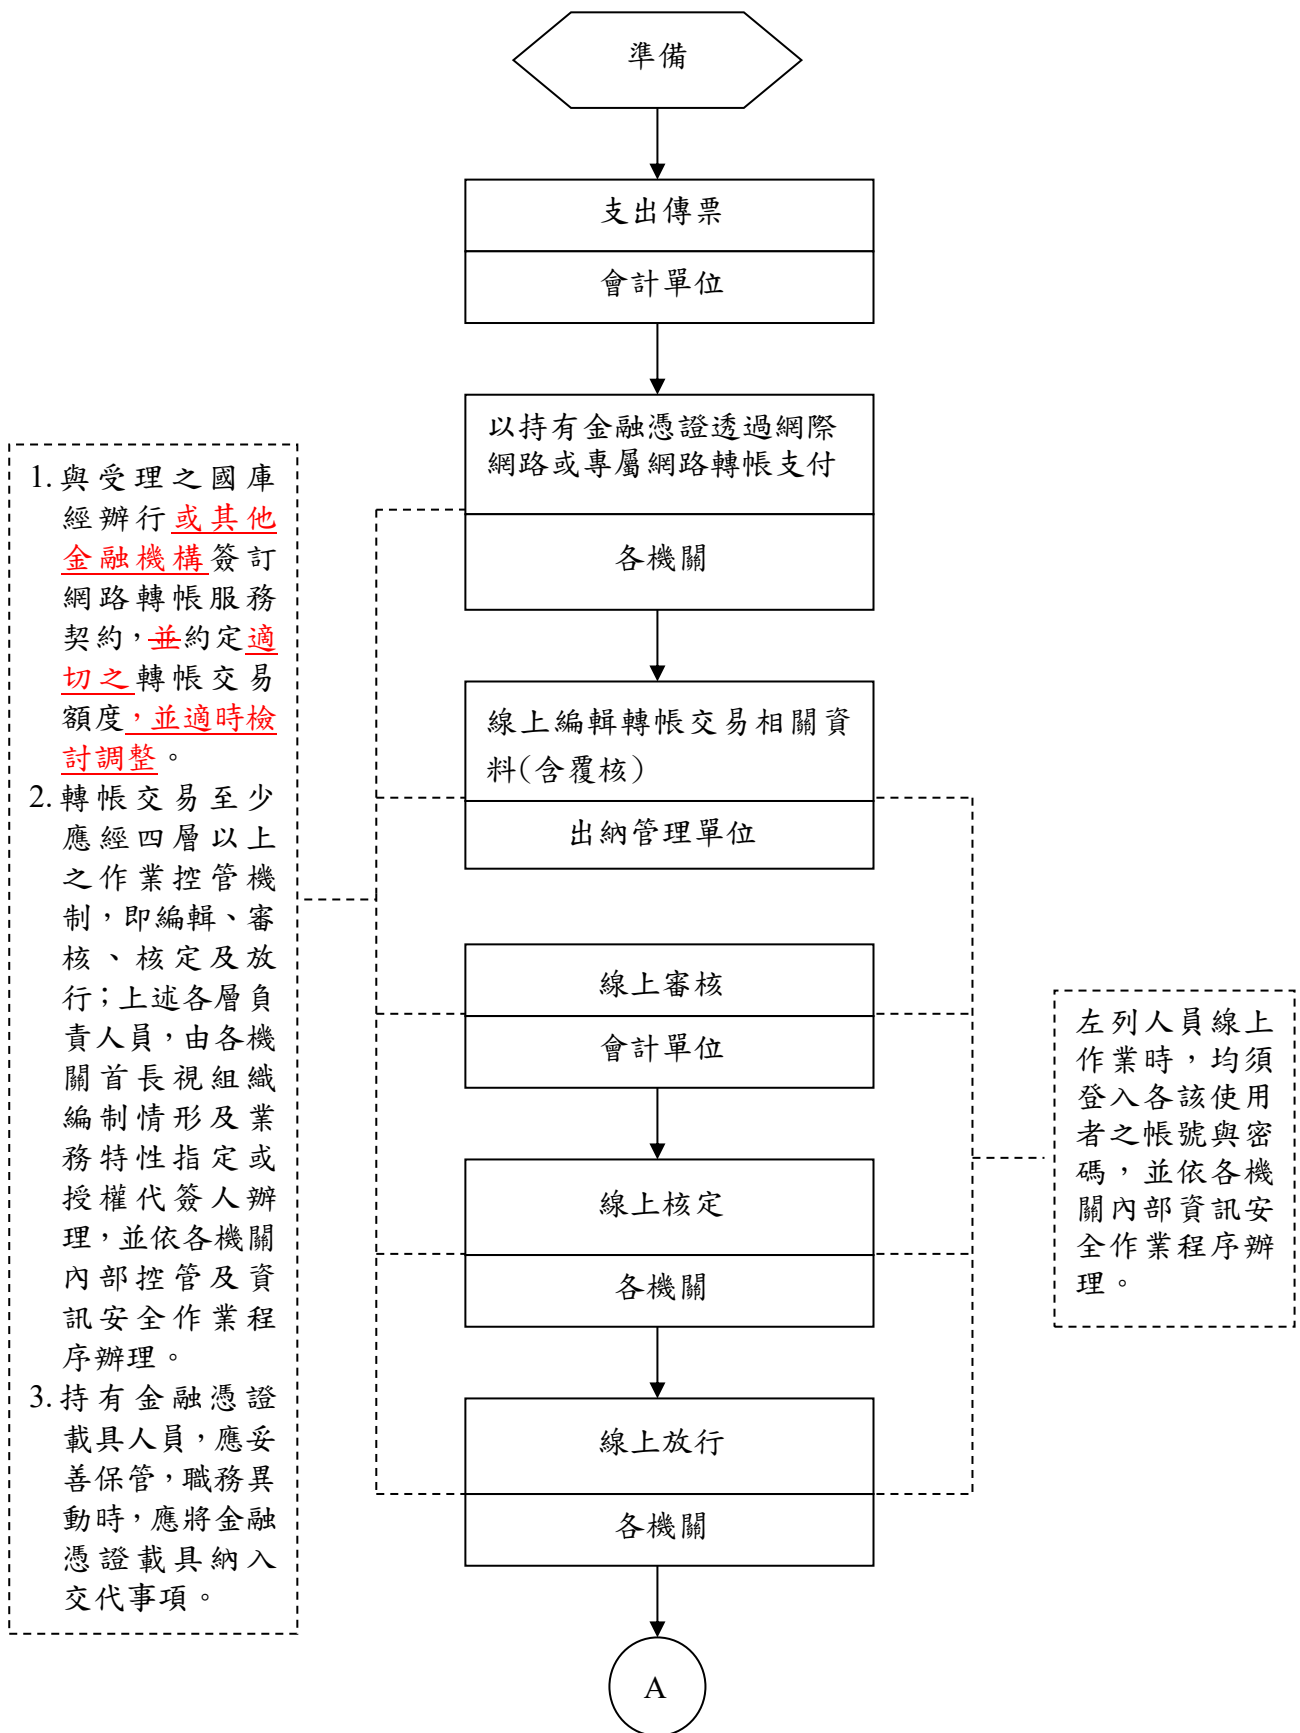 準備
支出傳票
會計單位
以持有金融憑證透過網際
網路或專屬網路轉帳支付
各機關
線上編輯轉帳交易相關資
料(含覆核)
出納管理單位
線上審核
會計單位
線上核定
各機關
線上放行
各機關
A
1. 與受理之國庫
經辦行或其他
金融機構簽訂
網路轉帳服務
契約，並約定適
切之轉帳交易
額度，並適時檢
討調整。
2. 轉帳交易至少
應經四層以上
之作業控管機
制，即編輯、審
核、核定及放
行；上述各層負
責人員，由各機
關首長視組織
編制情形及業
務特性指定或
授權代簽人辦
理，並依各機關
內部控管及資
訊安全作業程
序辦理。
3. 持有金融憑證
載具人員，應妥
善保管，職務異
動時，應將金融
憑證載具納入
交代事項。
左列人員線上
作業時，均須
登入各該使用
者之帳號與密
碼，並依各機
關內部資訊安
全作業程序辦
理。